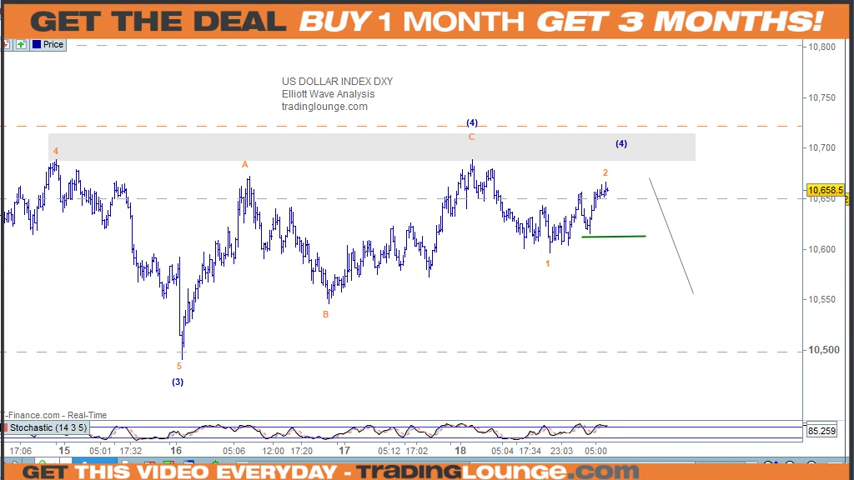 GET THE DEAL BUY 1 MONTH GET 3 MONTHS!
Price
10,800
US DOLLAR INDEX DXY
Elliott Wave Analysis
tradinglounge.com
10,750
(4)
C
(4)
10,700
4
A
2
10,658.5
10,650
10,600
1
10,550
B
10,500
5
(3)
-Finance.com - Real-Time
Stochastic (14 3 5)
85.259
17:06 15 05:01 17:32 16 05:06 12:00 17:20 17 05:02 17:38 18 05:04 17:34 23:03 05:00
GET THIS VIDEO EVERYDAY - TRADINGLOUNGE.COM